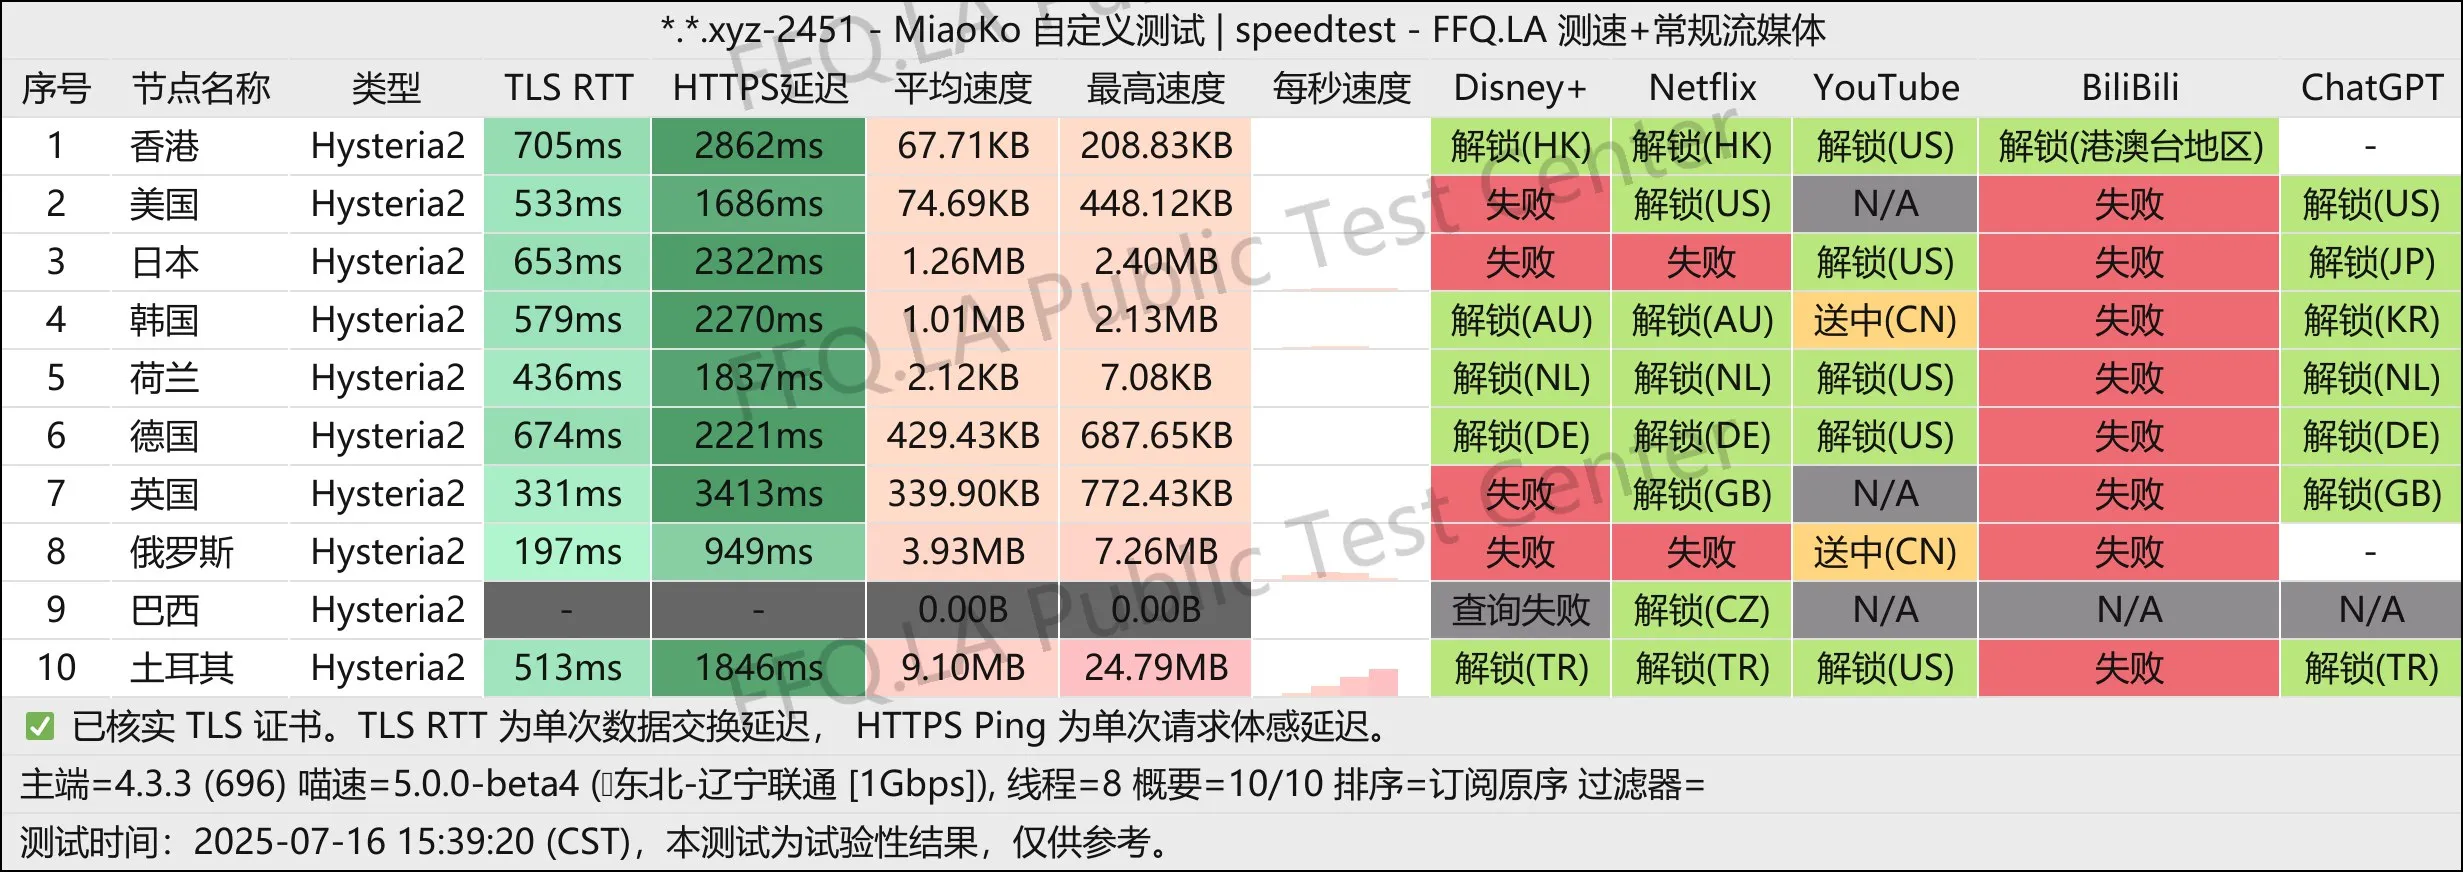 *.*.xyz-2451 - MiaoKo 自定义测试 | speedtest - FFQ.LA 测速+常规流媒体
序号 节点名称 类型 TLS RTT HTTPS延迟 平均速度 最高速度 每秒速度 Disney+ Netflix YouTube BiliBili ChatGPT
1 香港 Hysteria2 705ms 2862ms 67.71KB 208.83KB 解锁(HK) 解锁(HK) 解锁(US) 解锁(港澳台地区) -
2 美国 Hysteria2 533ms 1686ms 74.69KB 448.12KB 失败 解锁(US) N/A 失败 解锁(US)
3 日本 Hysteria2 653ms 2322ms 1.26MB 2.40MB 失败 失败 解锁(US) 失败 解锁(JP)
4 韩国 Hysteria2 579ms 2270ms 1.01MB 2.13MB 解锁(AU) 解锁(AU) 送中(CN) 失败 解锁(KR)
5 荷兰 Hysteria2 436ms 1837ms 2.12KB 7.08KB 解锁(NL) 解锁(NL) 解锁(US) 失败 解锁(NL)
6 德国 Hysteria2 674ms 2221ms 429.43KB 687.65KB 解锁(DE) 解锁(DE) 解锁(US) 失败 解锁(DE)
7 英国 Hysteria2 331ms 3413ms 339.90KB 772.43KB 失败 解锁(GB) N/A 失败 解锁(GB)
8 俄罗斯 Hysteria2 197ms 949ms 3.93MB 7.26MB 失败 失败 送中(CN) 失败 -
9 巴西 Hysteria2 - - 0.00B 0.00B 查询失败 解锁(CZ) N/A N/A N/A
10 土耳其 Hysteria2 513ms 1846ms 9.10MB 24.79MB 解锁(TR) 解锁(TR) 解锁(US) 失败 解锁(TR)
✅ 已核实 TLS 证书。TLS RTT 为单次数据交换延迟， HTTPS Ping 为单次请求体感延迟。
主端=4.3.3 (696) 喵速=5.0.0-beta4 (东北-辽宁联通 [1Gbps]), 线程=8 概要=10/10 排序=订阅原序 过滤器=
测试时间：2025-07-16 15:39:20 (CST)，本测试为试验性结果，仅供参考。
FFQ.LA Public Test Center
FFQ.LA Public Test Center
FFQ.LA Public Test Center